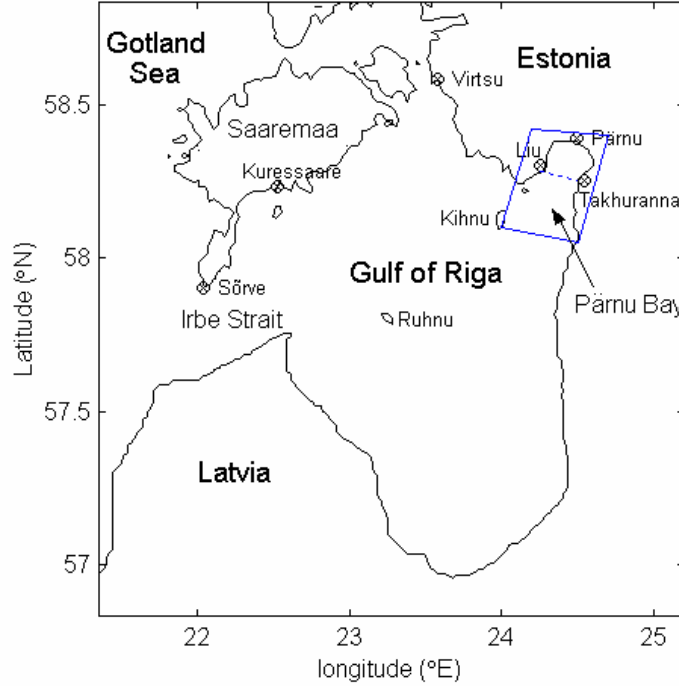 Gotland
Sea
Estonia
Virtsu
58.5
Saaremaa
Pärnu
Liu
Kuressaare
Takhuranna
Kihnu
58
Gulf of Riga
Sõrve
Pärnu Bay
Irbe Strait
Ruhnu
Latitude (°N)
57.5
Latvia
57
22
23
24
25
longitude (°E)